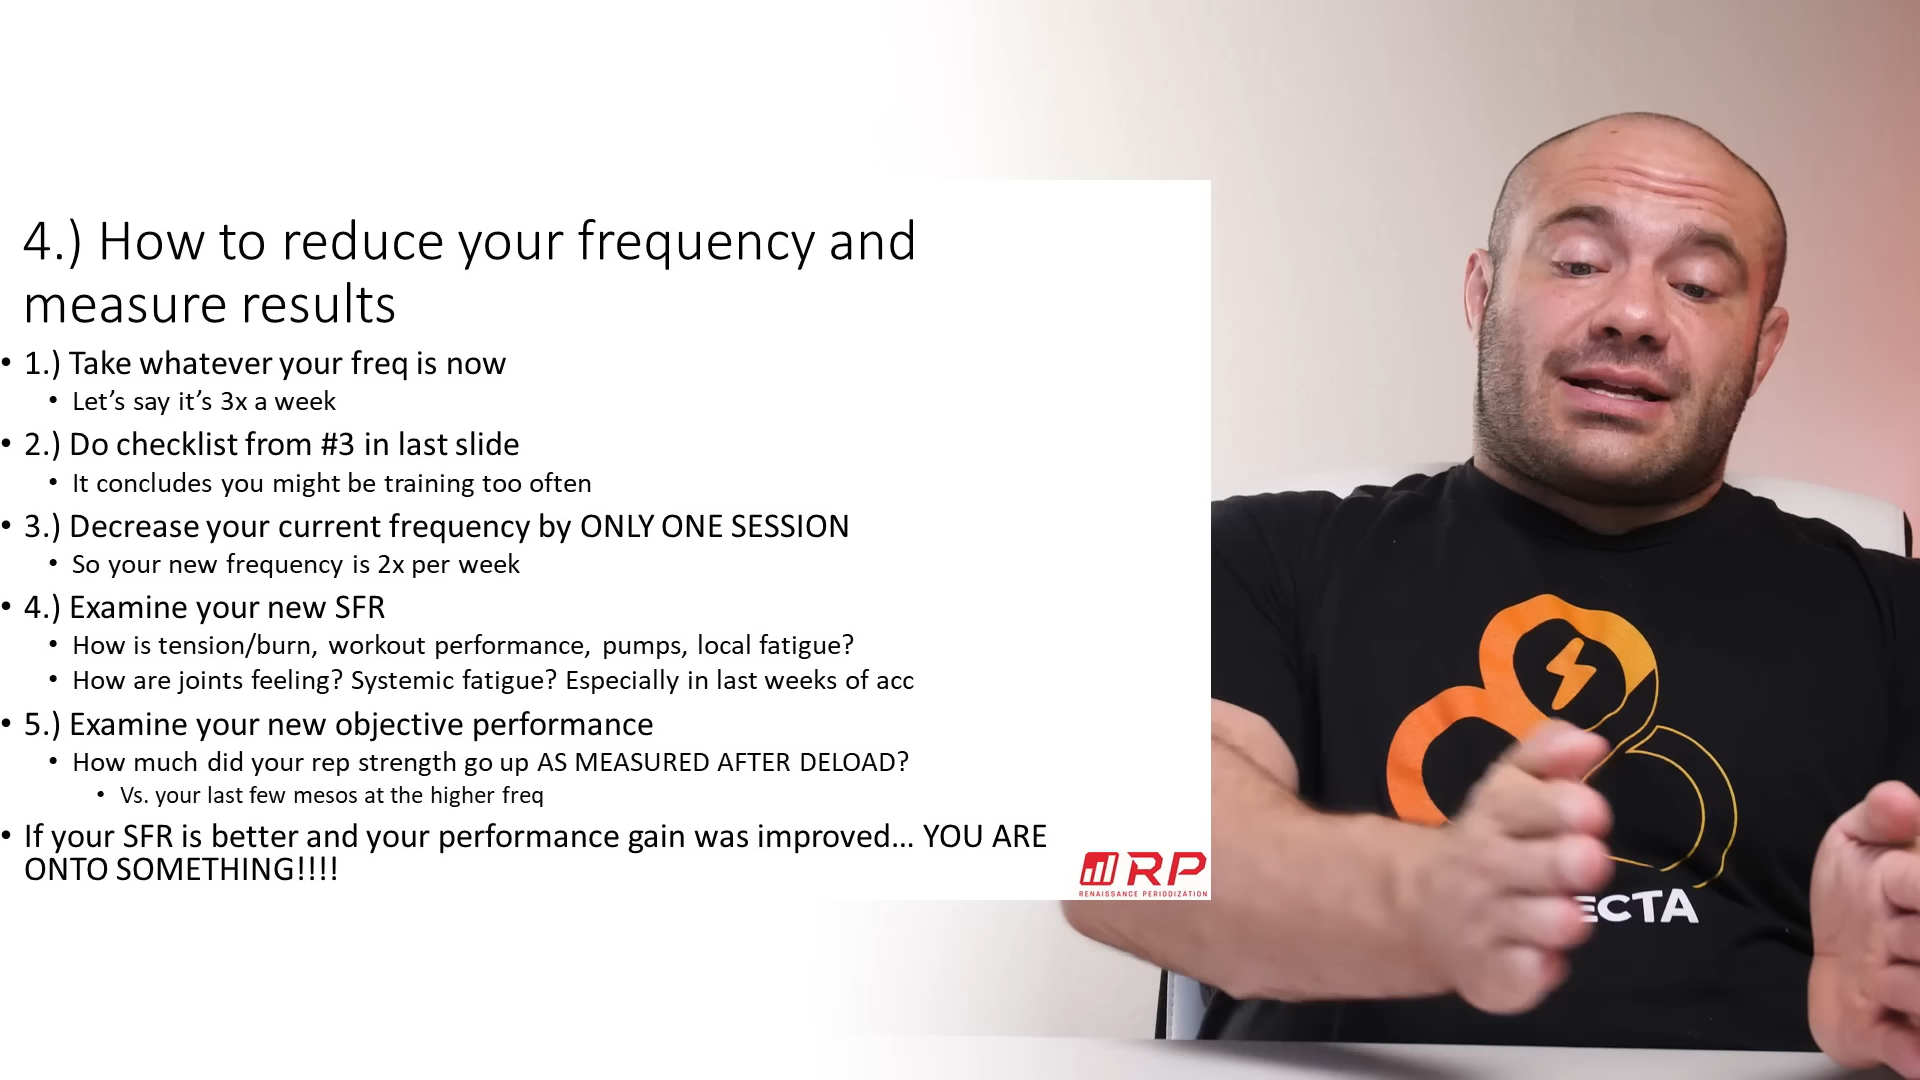 4.) How to reduce your frequency and
measure results
• 1.) Take whatever your freq is now
• Let’s say it’s 3x a week
• 2.) Do checklist from #3 in last slide
• It concludes you might be training too often
• 3.) Decrease your current frequency by ONLY ONE SESSION
• So your new frequency is 2x per week
• 4.) Examine your new SFR
• How is tension/burn, workout performance, pumps, local fatigue?
• How are joints feeling? Systemic fatigue? Especially in last weeks of acc
• 5.) Examine your new objective performance
• How much did your rep strength go up AS MEASURED AFTER DELOAD?
• Vs. your last few mesos at the higher freq
• If your SFR is better and your performance gain was improved... YOU ARE
ONTO SOMETHING!!!!
RP
RENAISSANCE PERIODIZATION
ECTA